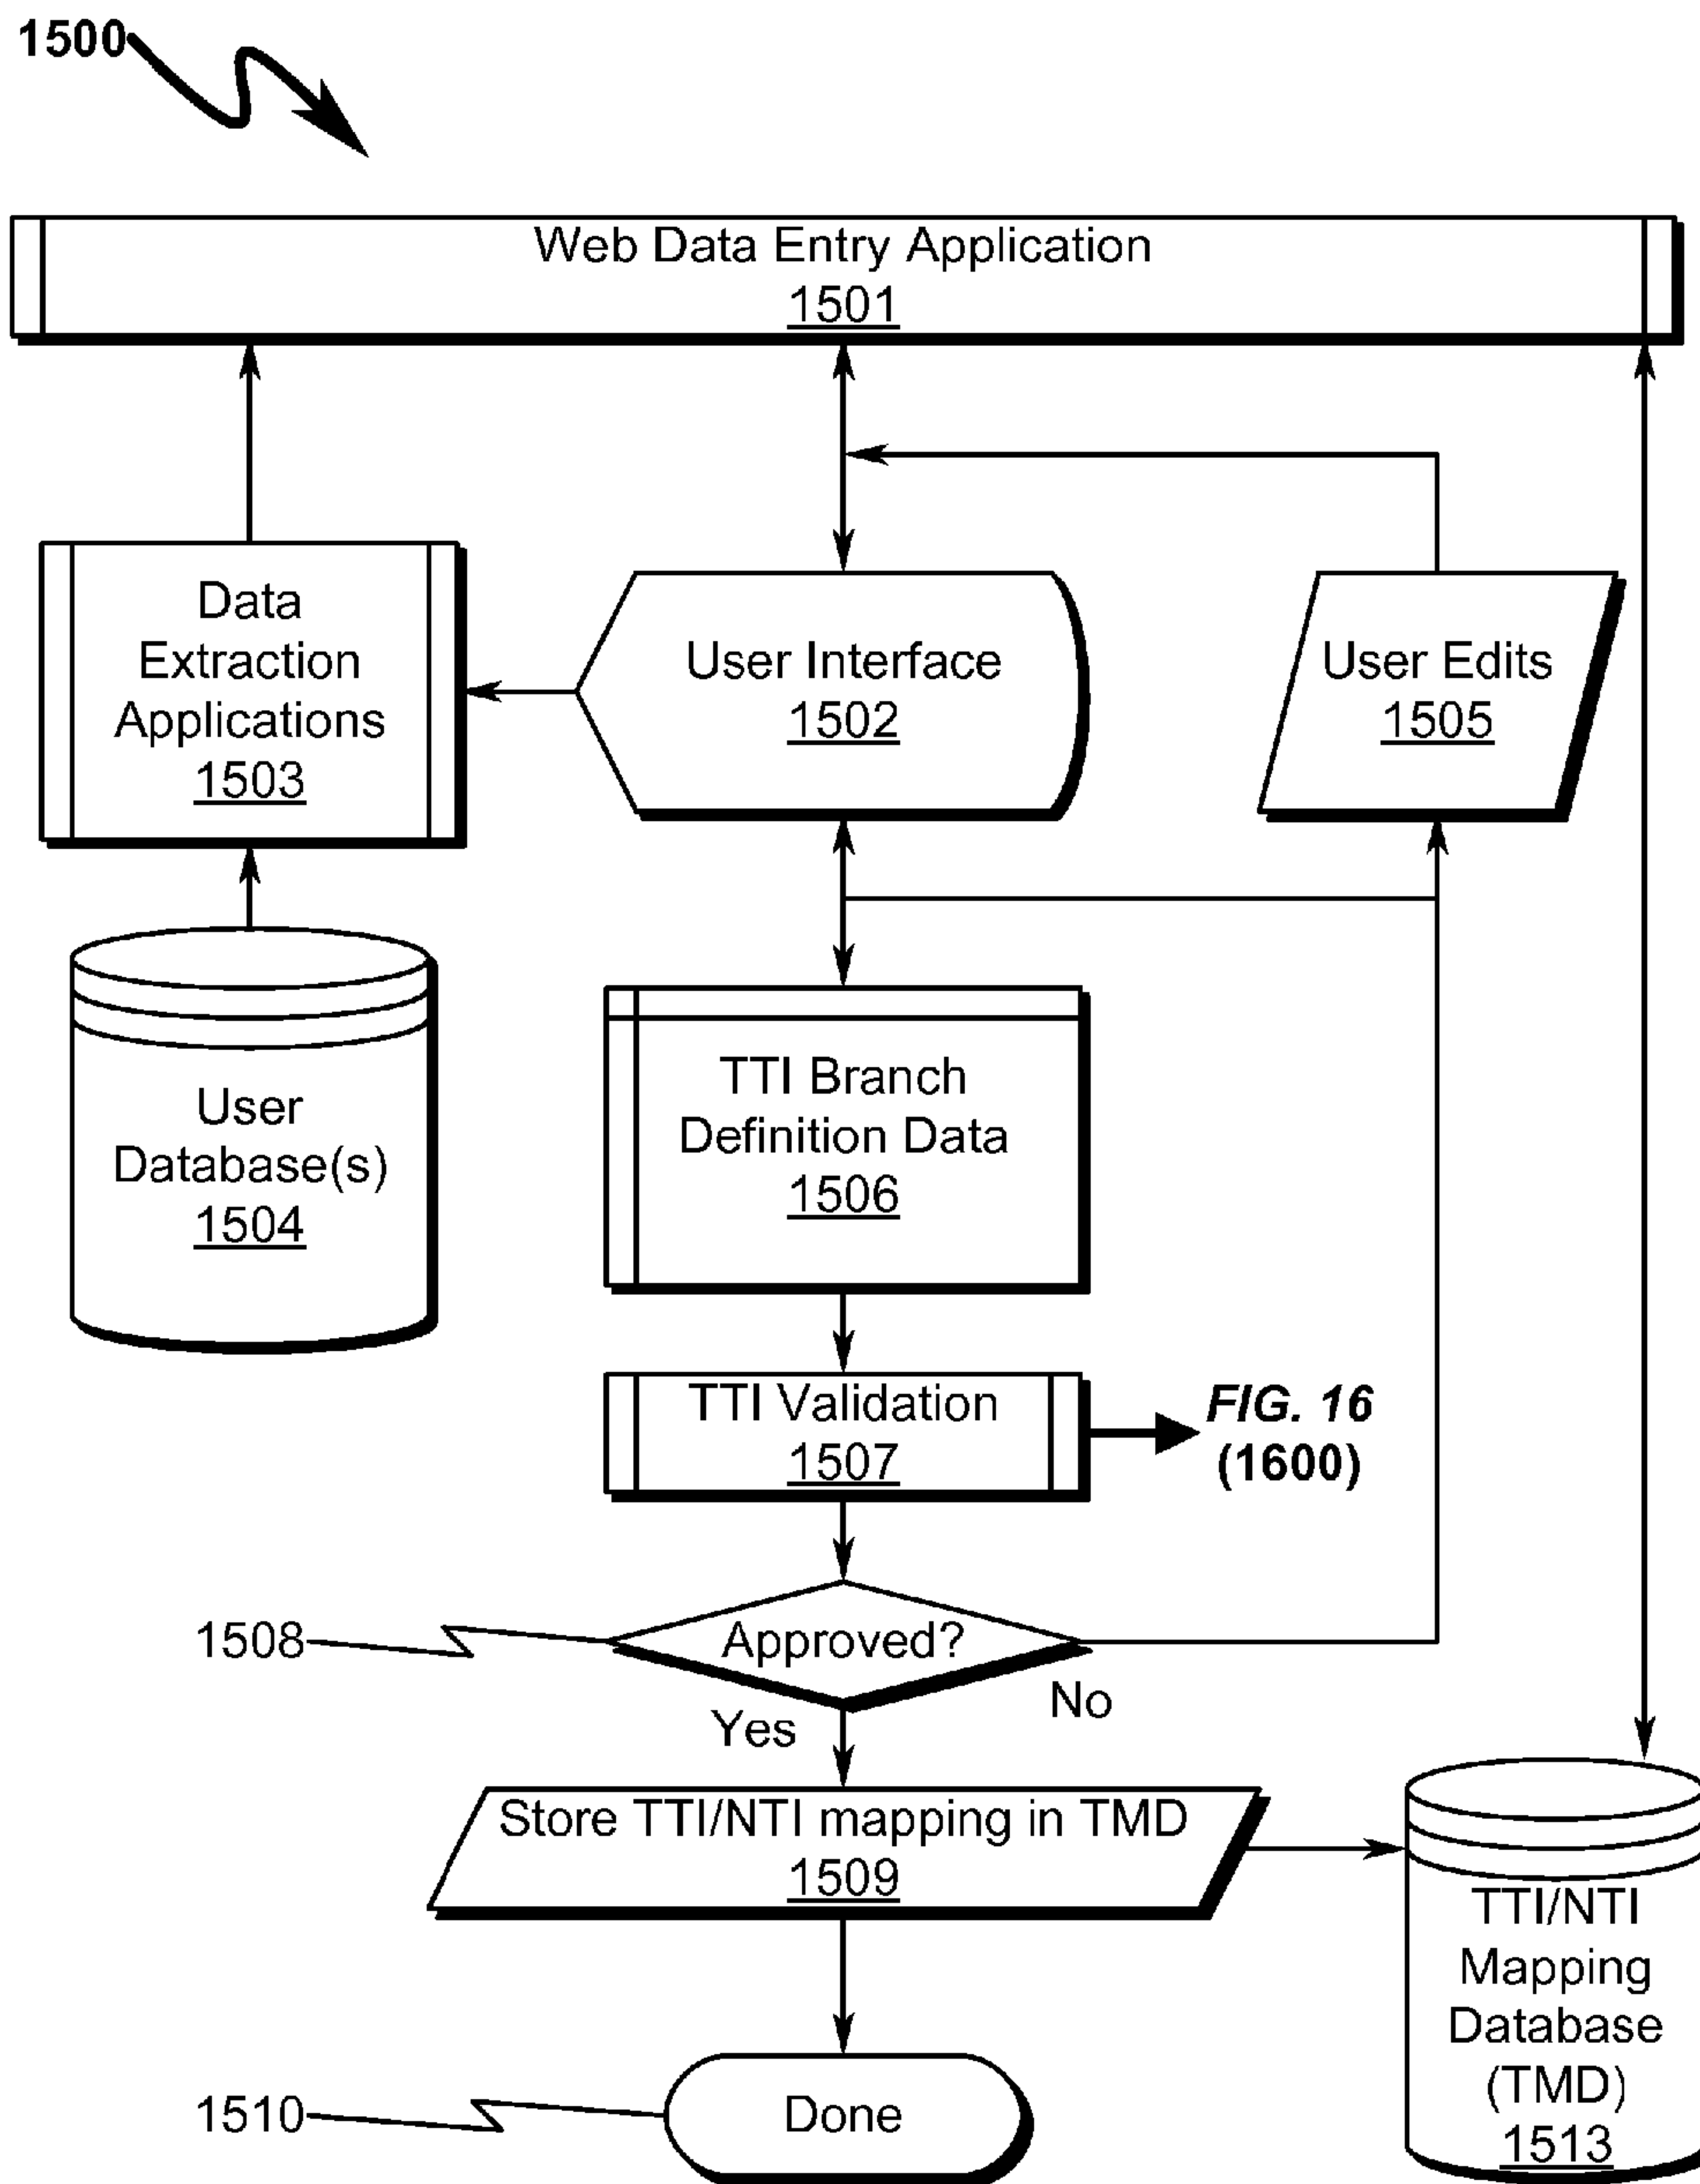 1500
Web Data Entry Application
1501
Data
Extraction
Applications
1503
User Interface
1502
User Edits
1505
User
Database(s)
1504
TTI Branch
Definition Data
1506
TTI Validation
1507
FIG. 16
(1600)
1508
Approved?
Yes
No
Store TTI/NTI mapping in TMD
1509
TTI/NTI
Mapping
Database
(TMD)
1513
1510
Done